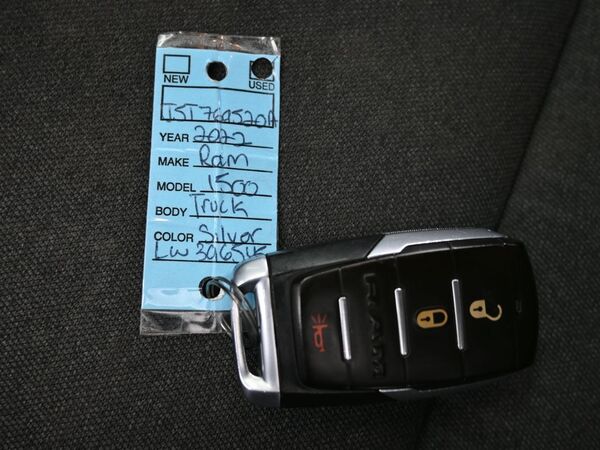 NEW
USED
YEAR 2022
MAKE Ram
MODEL 1500
BODY Truck
COLOR Silver
RAM